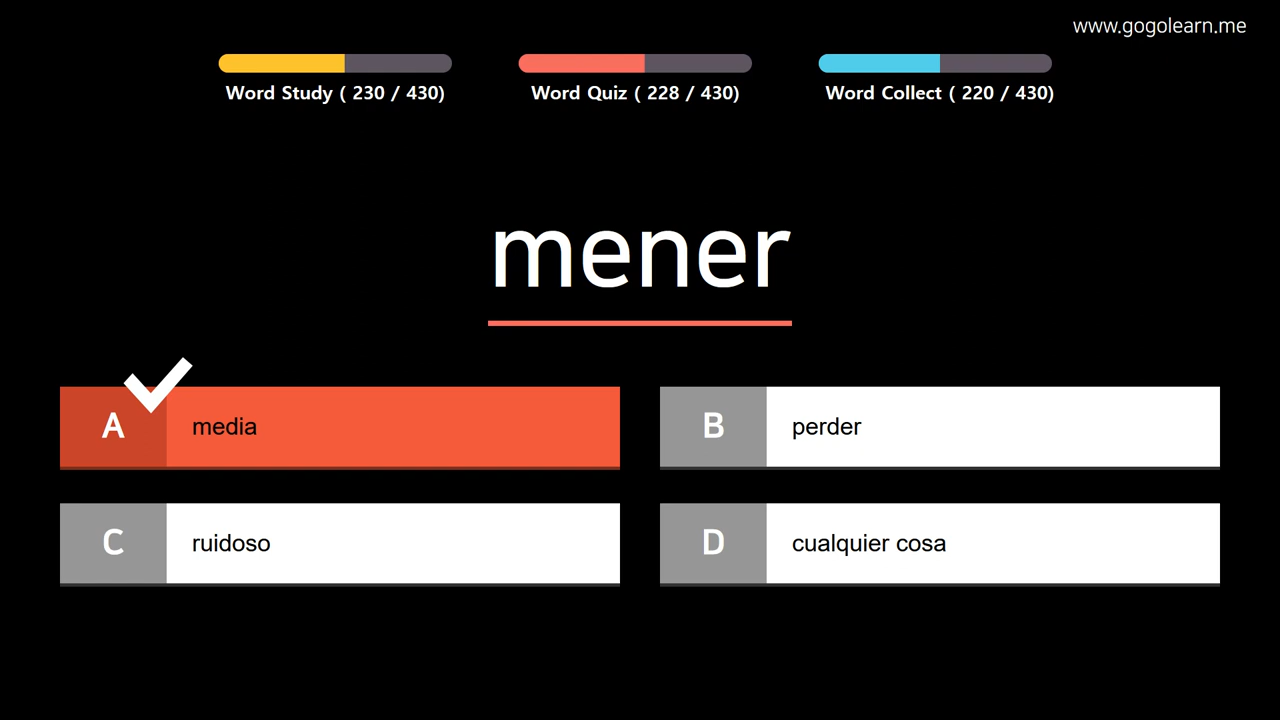 www.gogolearn.me
Word Study ( 230 / 430)
Word Quiz ( 228 / 430)
Word Collect ( 220 / 430)
mener
A media
B perder
C ruidoso
D cualquier cosa